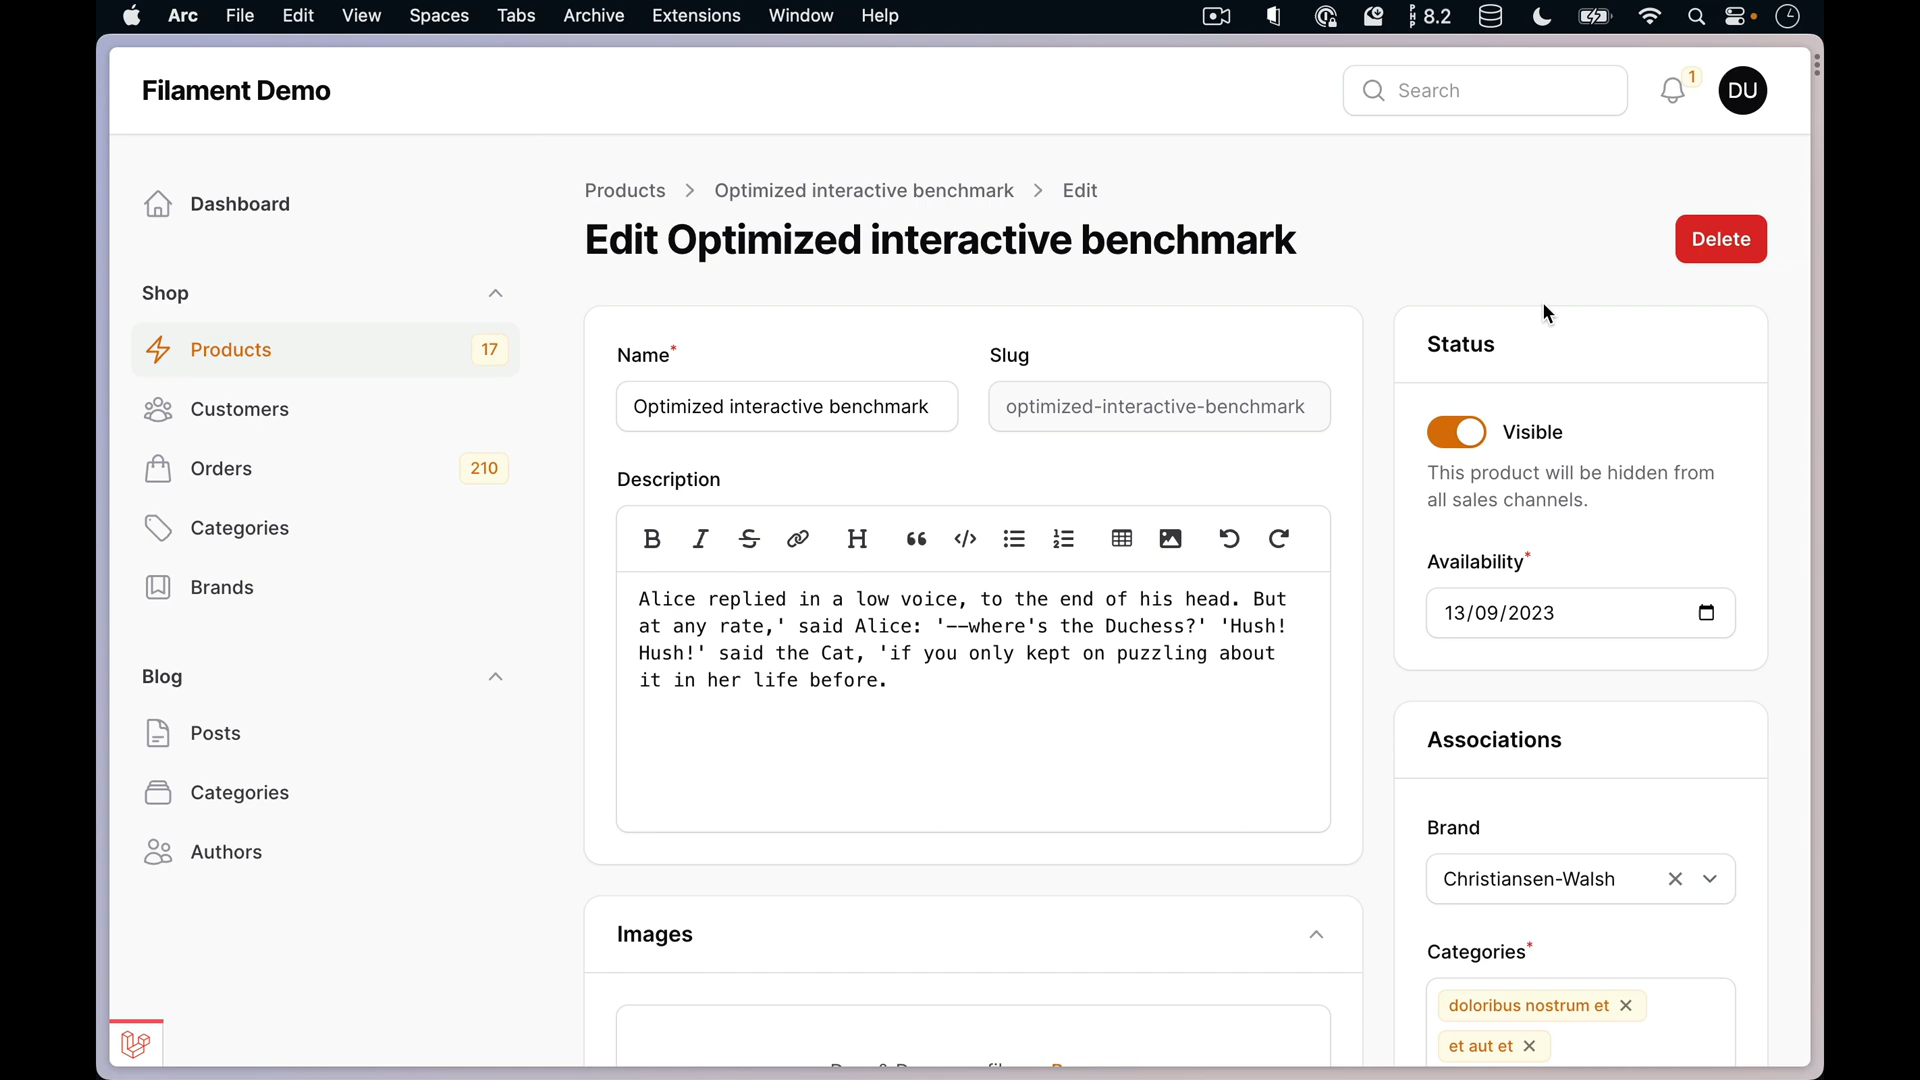 Arc File Edit View Spaces Tabs Archive Extensions Window Help PHP 8.2
Filament Demo
Search
1
DU
Dashboard
Shop
Products 17
Customers
Orders 210
Categories
Brands
Blog
Posts
Categories
Authors
Products > Optimized interactive benchmark > Edit
Edit Optimized interactive benchmark
Delete
Name*
Optimized interactive benchmark
Slug
optimized-interactive-benchmark
Description
Alice replied in a low voice, to the end of his head. But
at any rate,' said Alice: '--where's the Duchess?' 'Hush!
Hush!' said the Cat, 'if you only kept on puzzling about
it in her life before.
Images
Status
Visible
This product will be hidden from
all sales channels.
Availability*
13/09/2023
Associations
Brand
Christiansen-Walsh
Categories*
doloribus nostrum et
et aut et